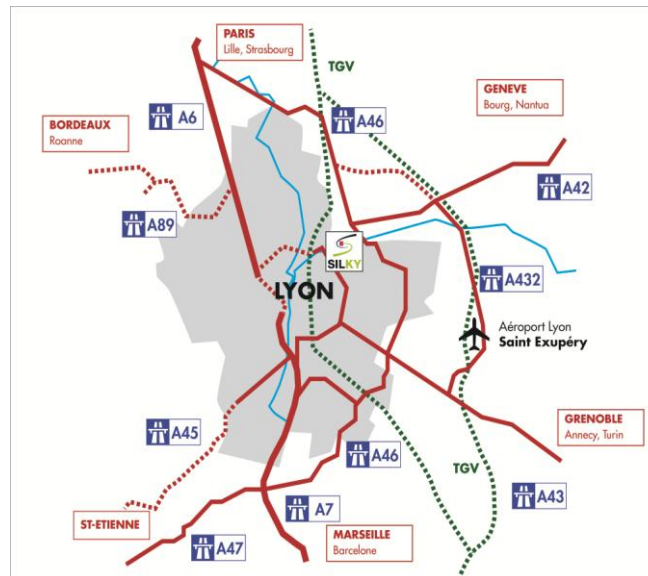 PARIS
Lille, Strasbourg
TGV
GENEVE
Bourg, Nantua
A6
A46
BORDEAUX
Roanne
A42
A89
SILKY
LYON
A432
Aéroport Lyon
Saint Exupéry
GRENOBLE
Annecy, Turin
A45
A46
TGV
A43
ST-ETIENNE
A7
MARSEILLE
Barcelone
A47